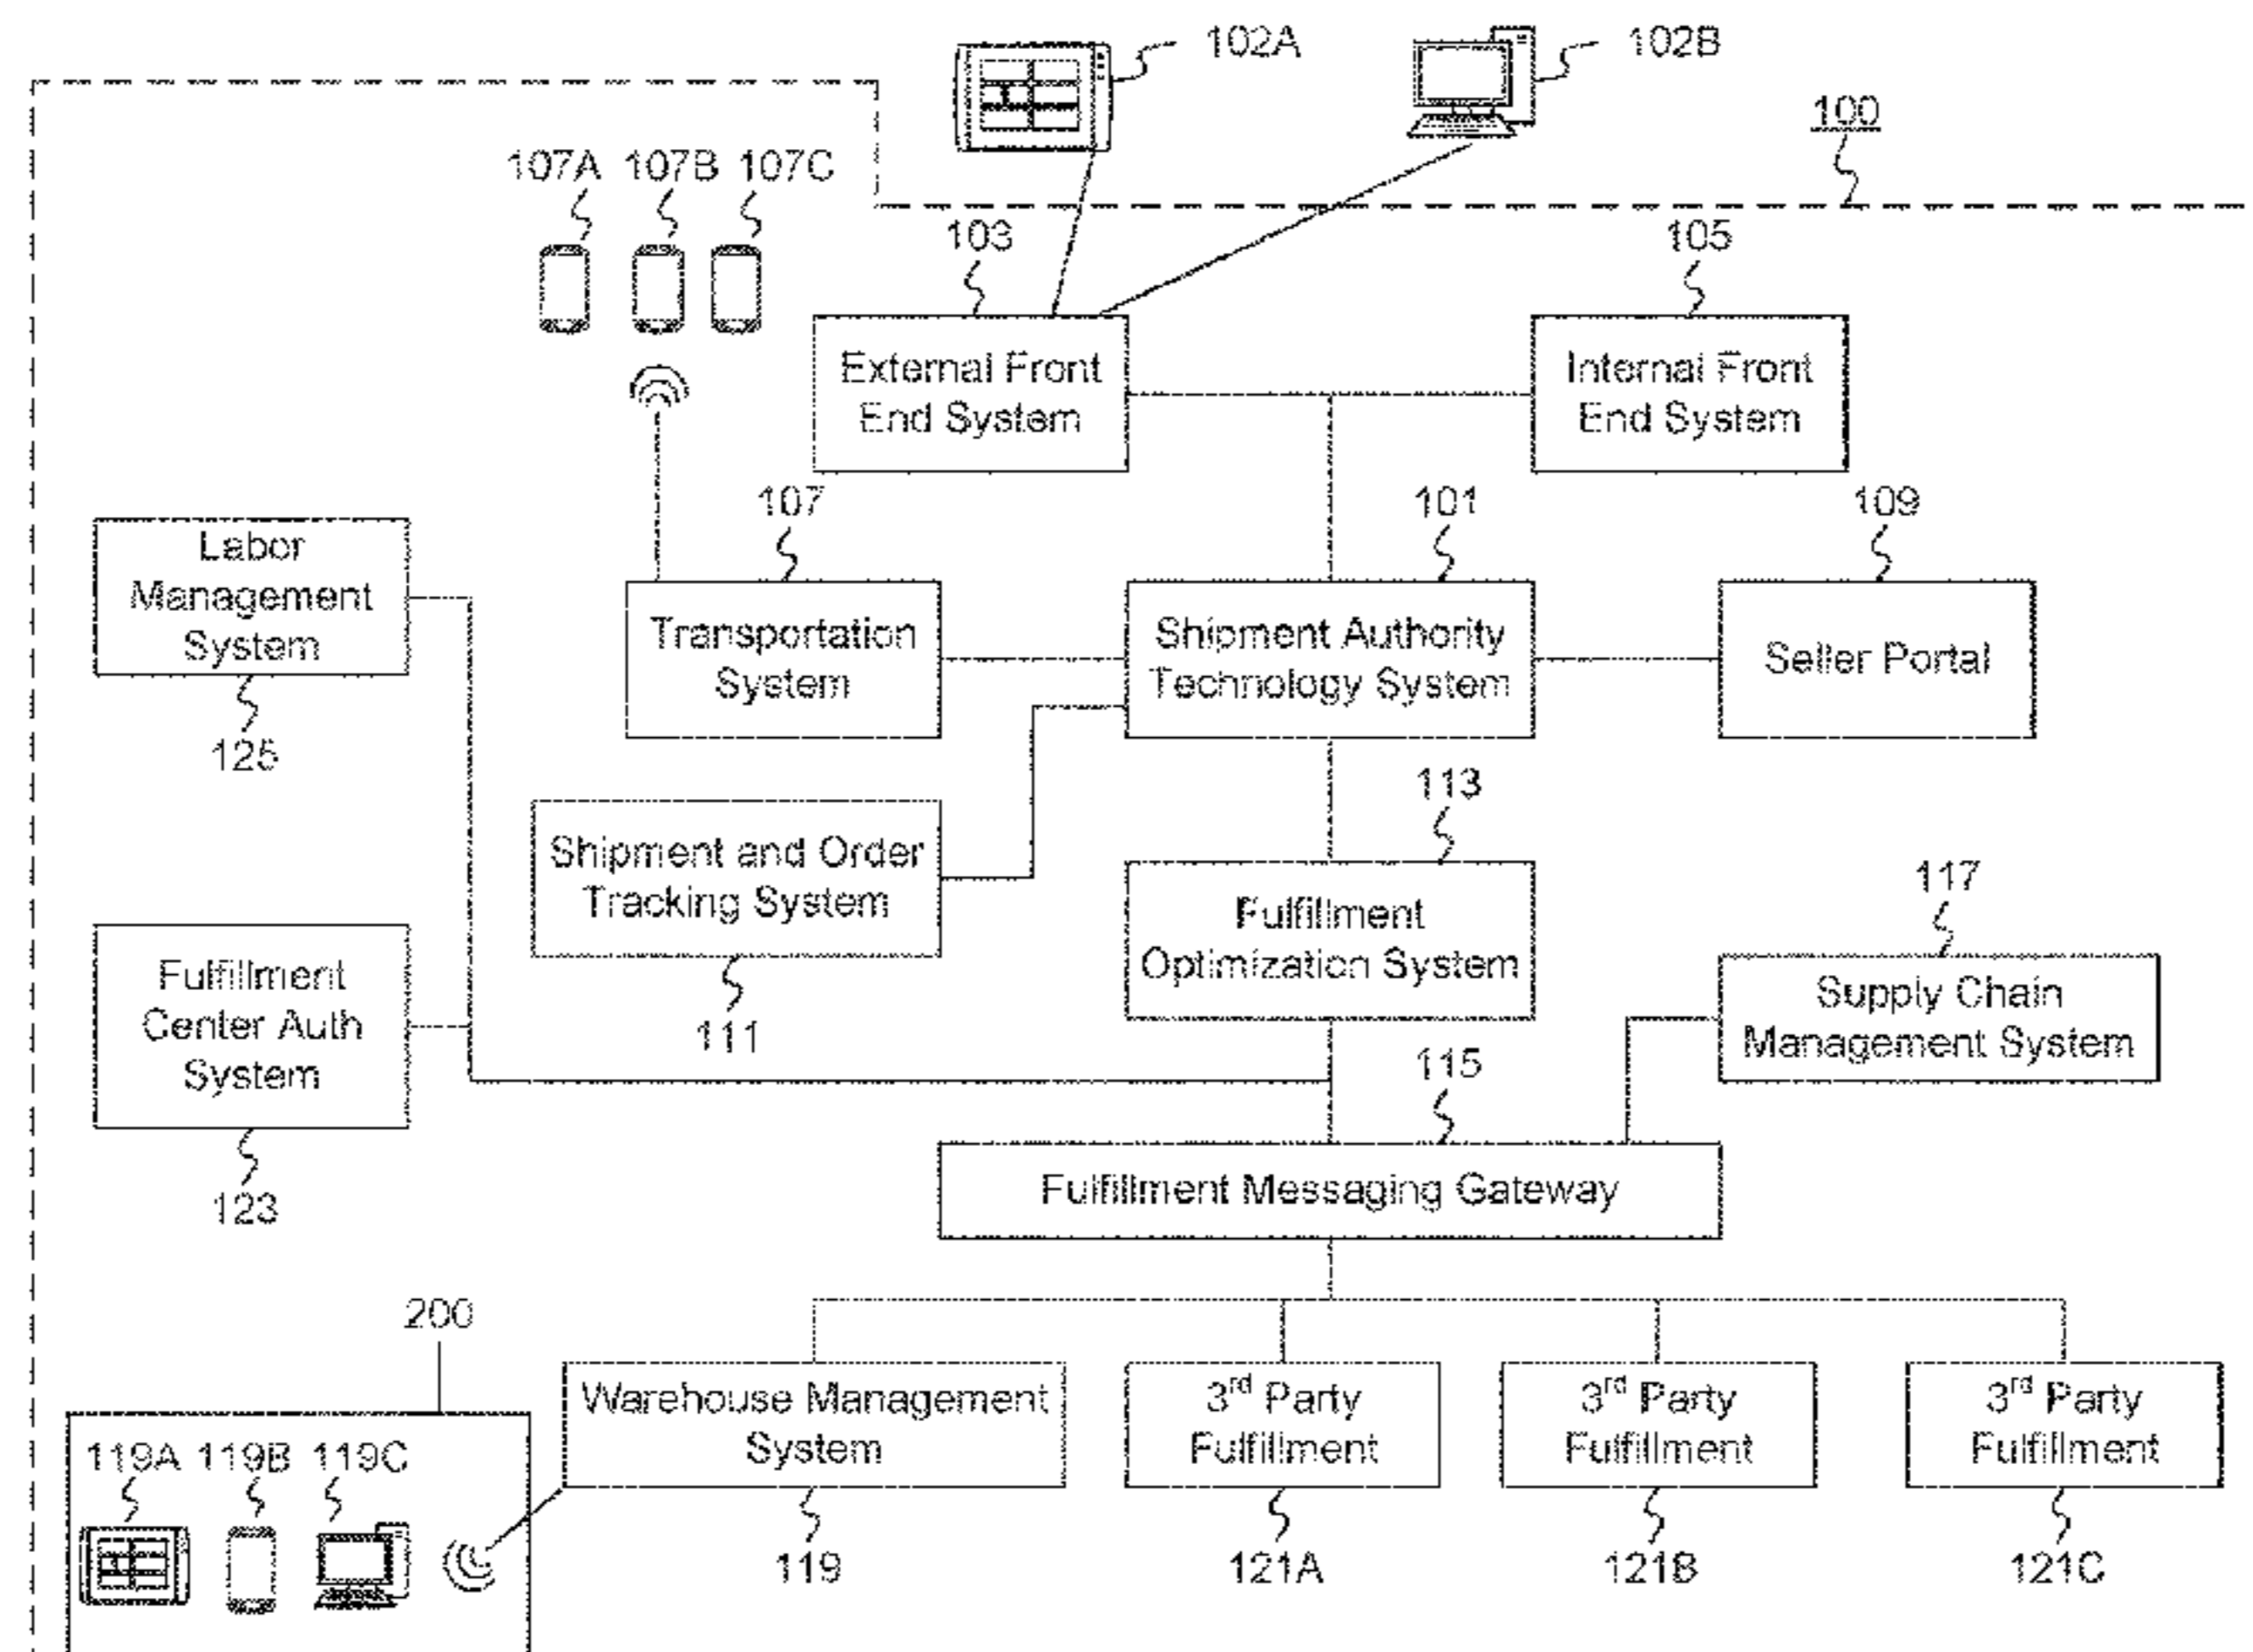 102A
102B
100
107A 107B 107C
103
105
External Front
End System
Internal Front
End System
107
101
109
Labor
Management
System
Transportation
System
Shipment Authority
Technology System
Seller Portal
125
113
Shipment and Order
Tracking System
117
Fulfillment
Optimization System
Fulfillment
Center Auth
System
Supply Chain
Management System
111
115
123
Fulfillment Messaging Gateway
200
Warehouse Management
System
3rd Party
Fulfillment
3rd Party
Fulfillment
3rd Party
Fulfillment
119A 119B 119C
119
121A
121B
121C